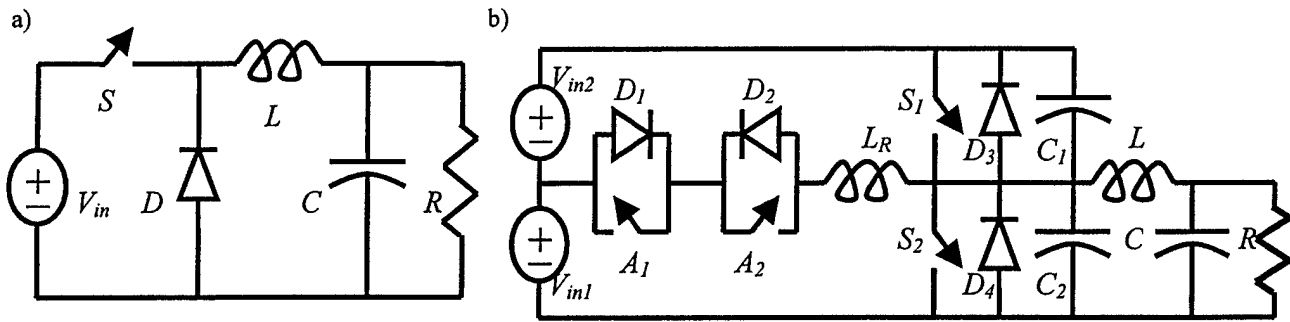 a)
S
L
V_in
D
C
R
b)
V_in2
D_1
D_2
S_1
L_R
D_3
C_1
L
V_in1
A_1
A_2
S_2
D_4
C_2
C
R